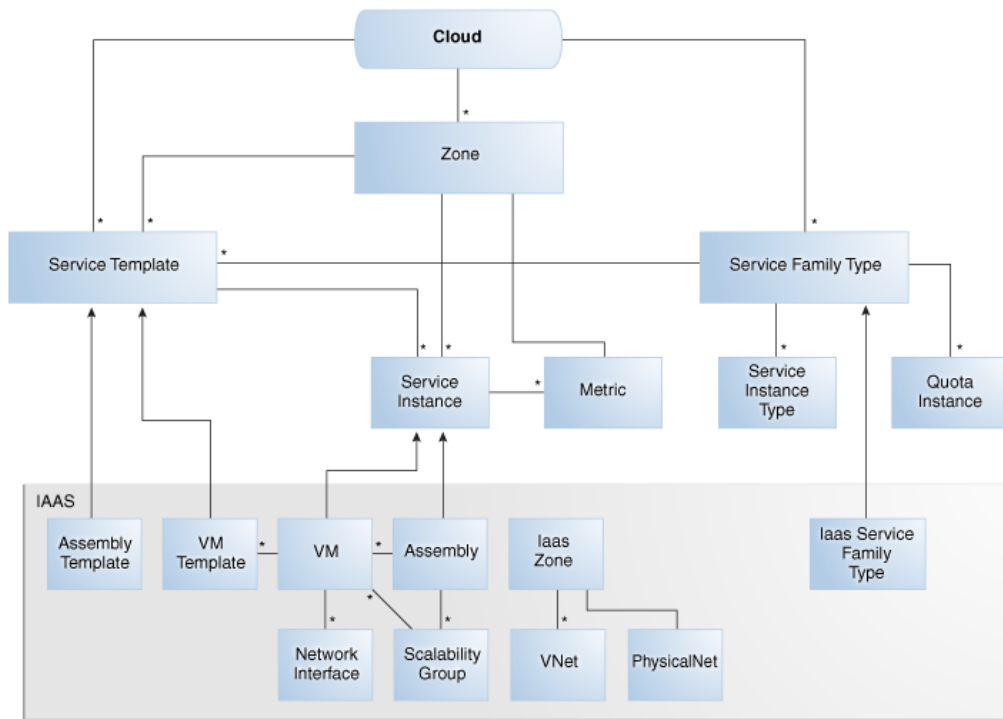 Cloud
*
Zone
*
*
*
Service Template
*
Service Family Type
*
*
*
*
*
Service
Instance
*
Metric
Service
Instance
Type
Quota
Instance
IAAS
Assembly
Template
VM
Template
*
VM
*
Assembly
Iaas
Zone
Iaas Service
Family
Type
*
*
*
*
Network
Interface
Scalability
Group
VNet
PhysicalNet